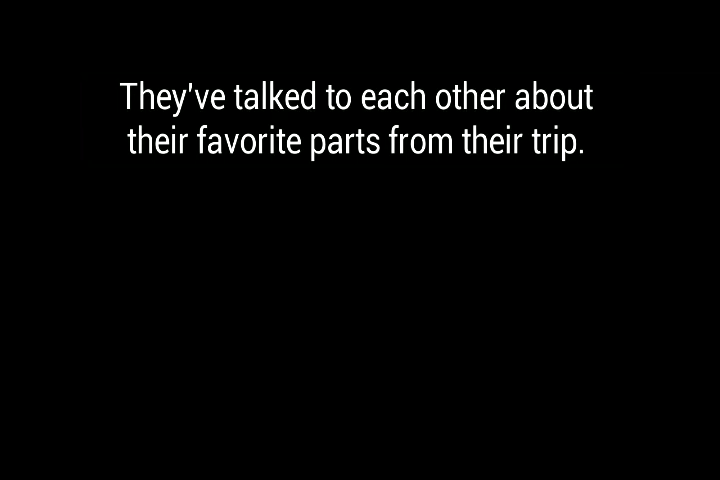 They've talked to each other about
their favorite parts from their trip.